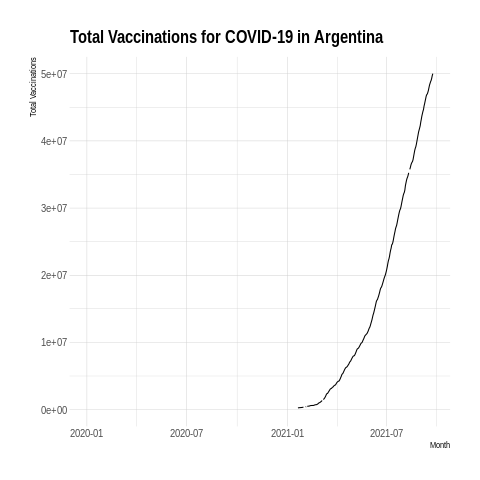 Total Vaccinations for COVID-19 in Argentina
Total Vaccinations
5e+07
4e+07
3e+07
2e+07
1e+07
0e+00
2020-01 2020-07 2021-01 2021-07
Month